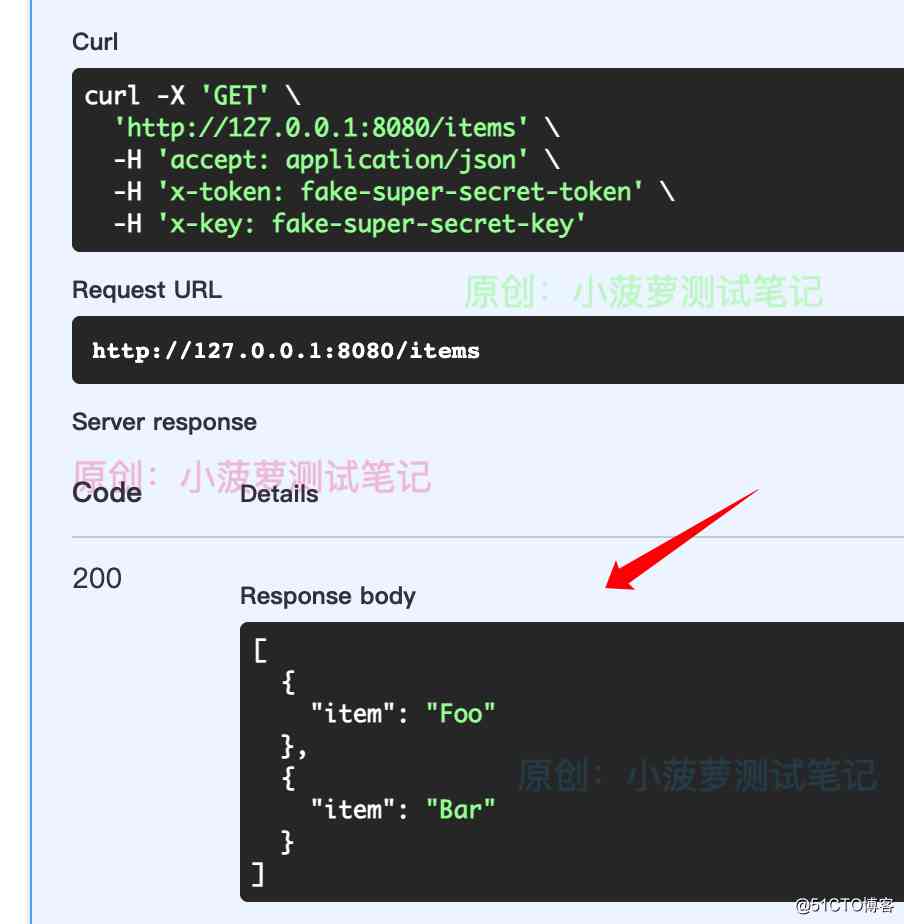 Curl
curl -X 'GET' \
'http://127.0.0.1:8080/items' \
-H 'accept: application/json' \
-H 'x-token: fake-super-secret-token' \
-H 'x-key: fake-super-secret-key'
Request URL
原创：小菠萝测试笔记
http://127.0.0.1:8080/items
Server response
原创：小菠萝测试笔记
Code Details
200
Response body
[
{
"item": "Foo"
},
{
原创：小菠萝测试笔记
"item": "Bar"
}
]
@51CTO博客